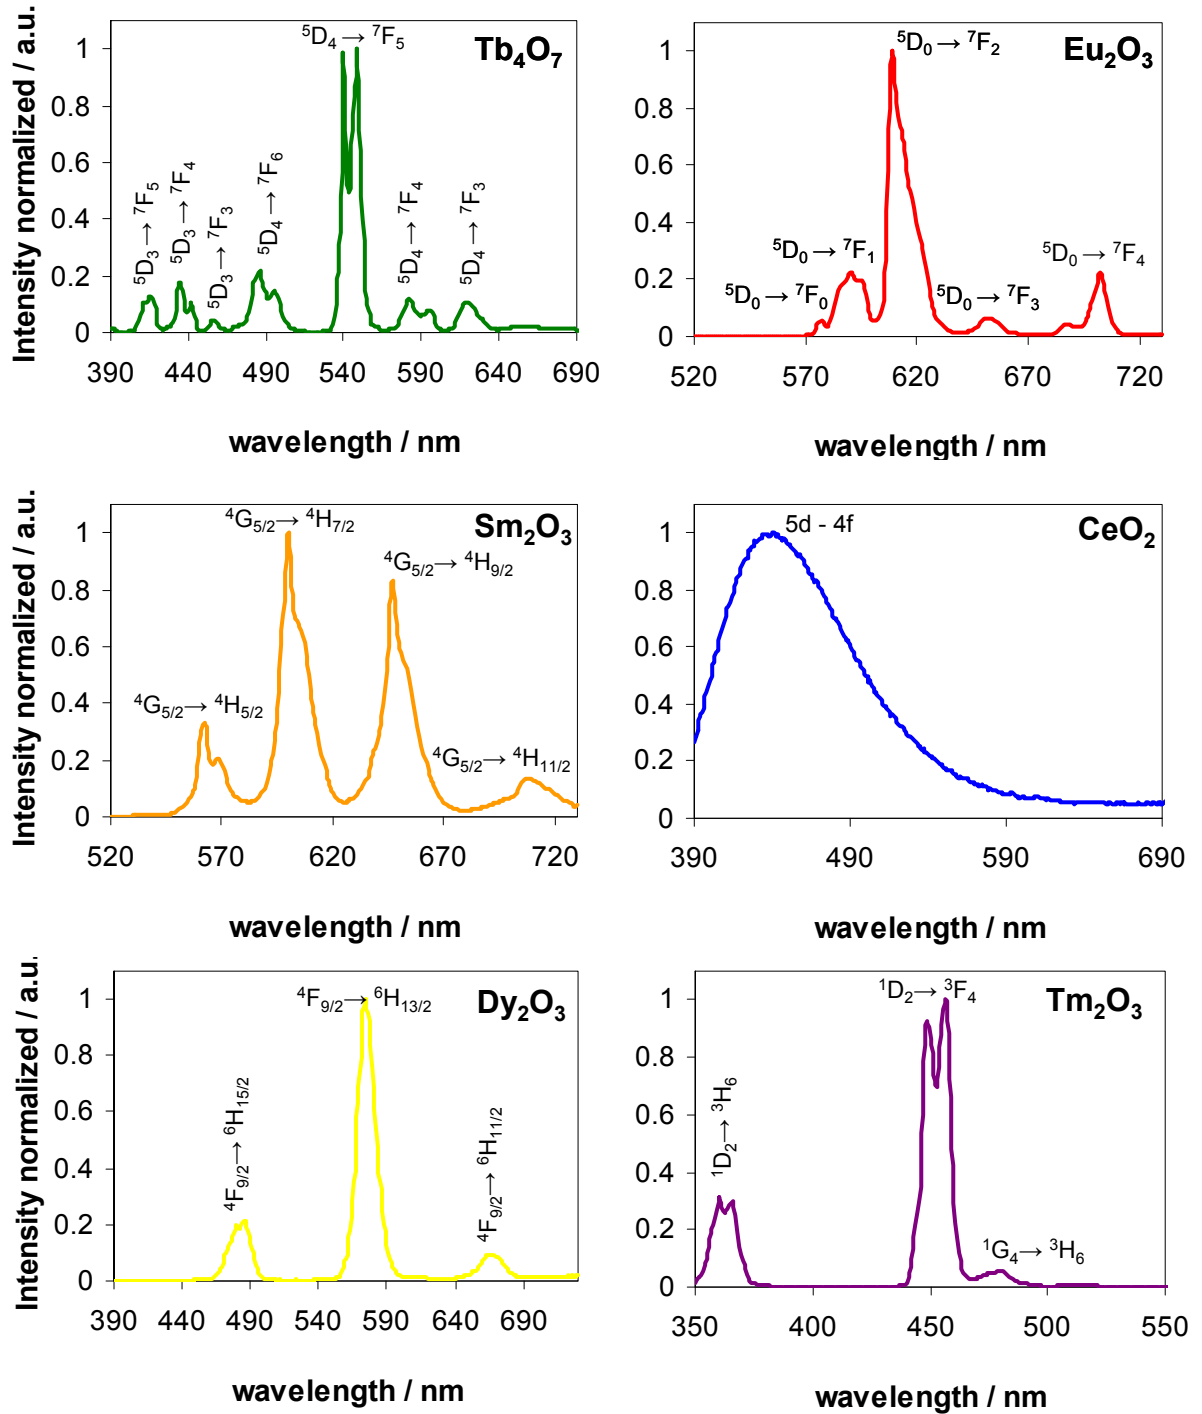 Intensity normalized / a.u.
Tb₄O₇
⁵D₄ → ⁷F₅
⁵D₃ → ⁷F₅
⁵D₃ → ⁷F₄
⁵D₃ → ⁷F₃
⁵D₄ → ⁷F₆
⁵D₄ → ⁷F₄
⁵D₄ → ⁷F₃
1
0.8
0.6
0.4
0.2
0
390 440 490 540 590 640 690
wavelength / nm
Eu₂O₃
⁵D₀ → ⁷F₂
⁵D₀ → ⁷F₁
⁵D₀ → ⁷F₀
⁵D₀ → ⁷F₃
⁵D₀ → ⁷F₄
1
0.8
0.6
0.4
0.2
0
520 570 620 670 720
wavelength / nm
Intensity normalized / a.u.
Sm₂O₃
⁴G₅/₂ → ⁴H₇/₂
⁴G₅/₂ → ⁴H₉/₂
⁴G₅/₂ → ⁴H₅/₂
⁴G₅/₂ → ⁴H₁₁/₂
1
0.8
0.6
0.4
0.2
0
520 570 620 670 720
wavelength / nm
CeO₂
5d - 4f
1
0.8
0.6
0.4
0.2
0
390 490 590 690
wavelength / nm
Intensity normalized / a.u.
Dy₂O₃
⁴F₉/₂ → ⁶H₁₃/₂
⁴F₉/₂ → ⁶H₁₅/₂
⁴F₉/₂ → ⁶H₁₁/₂
1
0.8
0.6
0.4
0.2
0
390 440 490 540 590 640 690
wavelength / nm
Tm₂O₃
¹D₂ → ³F₄
¹D₂ → ³H₆
¹G₄ → ³H₆
1
0.8
0.6
0.4
0.2
0
350 400 450 500 550
wavelength / nm